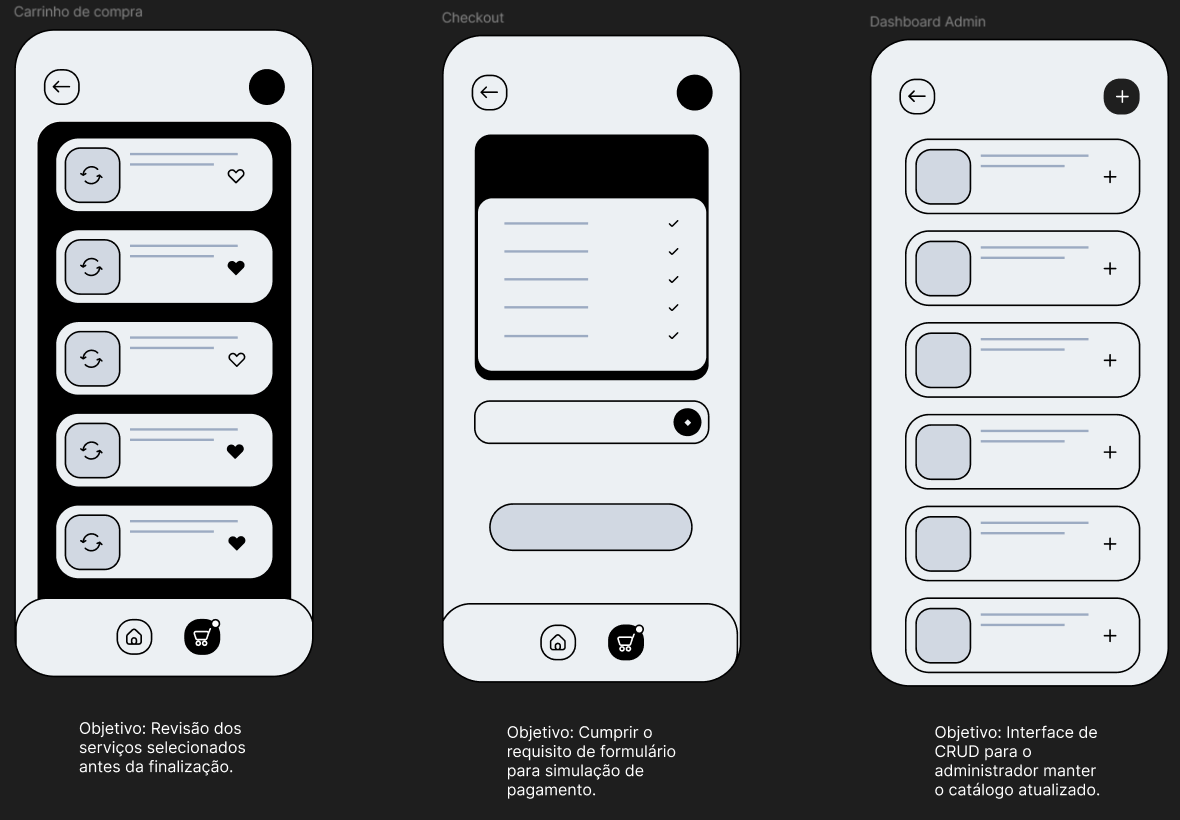 Carrinho de compra
Checkout
Dashboard Admin
Objetivo: Revisão dos
serviços selecionados
antes da finalização.
Objetivo: Cumprir o
requisito de formulário
para simulação de
pagamento.
Objetivo: Interface de
CRUD para o
administrador manter
o catálogo atualizado.